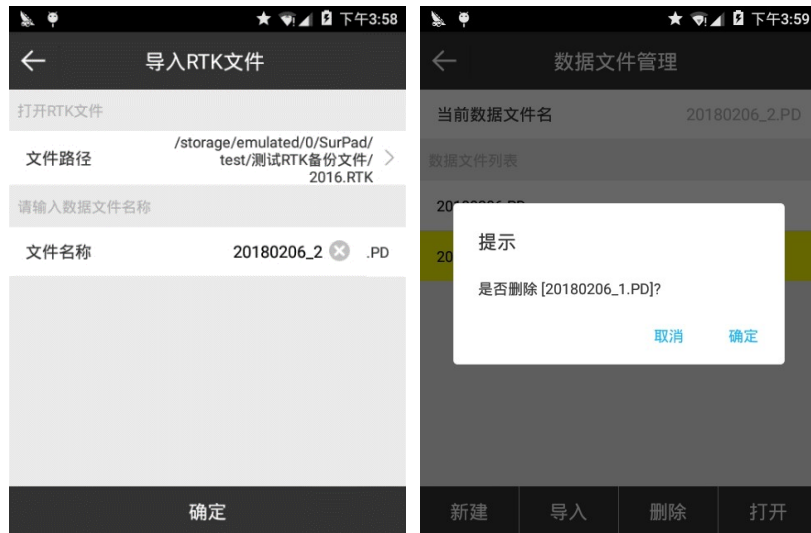 下午3:58
导入RTK文件
打开RTK文件
文件路径
/storage/emulated/0/SurPad/
test/测试RTK备份文件/
2016.RTK
请输入数据文件名称
文件名称
20180206_2
.PD
确定
下午3:59
数据文件管理
当前数据文件名
20180206_2.PD
数据文件列表
提示
是否删除 [20180206_1.PD]?
取消
确定
新建
导入
删除
打开